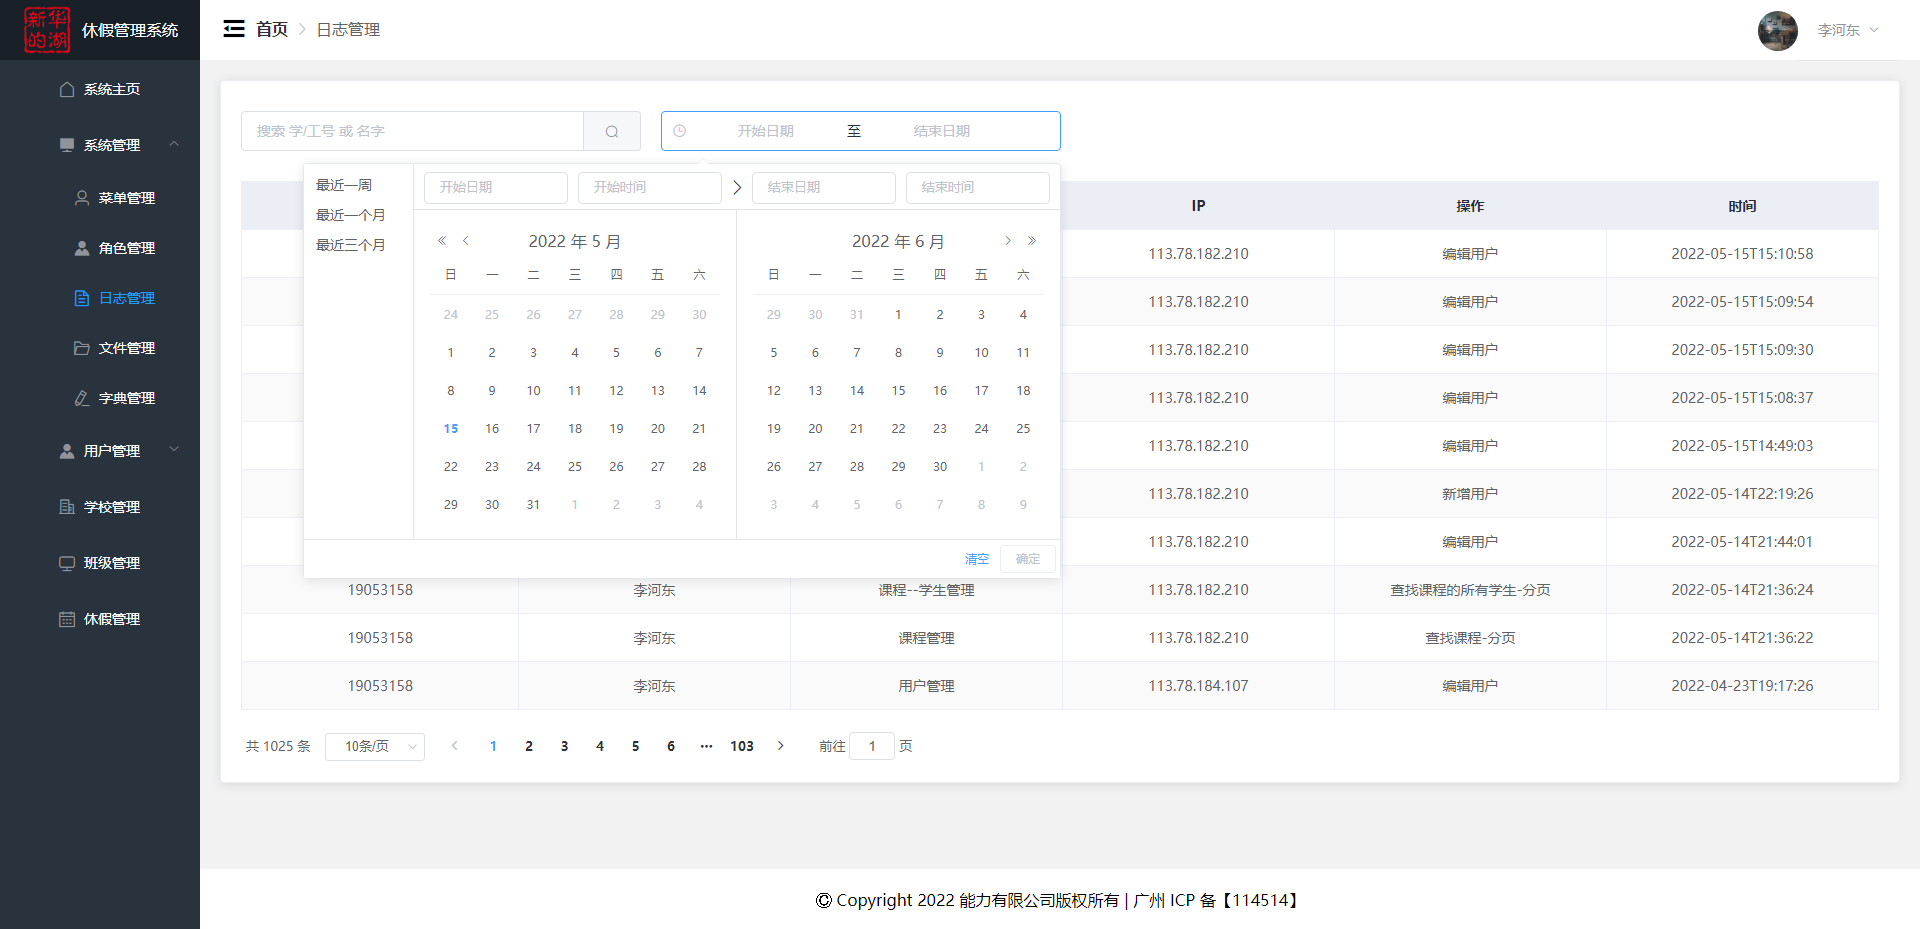 新华的湖
休假管理系统
首页
日志管理
李河东
系统主页
系统管理
菜单管理
角色管理
日志管理
文件管理
字典管理
用户管理
学校管理
班级管理
休假管理
搜索 学/工号 或 名字
开始日期 至 结束日期
最近一周
最近一个月
最近三个月
开始日期 开始时间 结束日期 结束时间
2022 年 5 月
日 一 二 三 四 五 六
24 25 26 27 28 29 30
1 2 3 4 5 6 7
8 9 10 11 12 13 14
15 16 17 18 19 20 21
22 23 24 25 26 27 28
29 30 31 1 2 3 4
2022 年 6 月
日 一 二 三 四 五 六
29 30 31 1 2 3 4
5 6 7 8 9 10 11
12 13 14 15 16 17 18
19 20 21 22 23 24 25
26 27 28 29 30 1 2
3 4 5 6 7 8 9
清空 确定
IP 操作 时间
113.78.182.210 编辑用户 2022-05-15T15:10:58
113.78.182.210 编辑用户 2022-05-15T15:09:54
113.78.182.210 编辑用户 2022-05-15T15:09:30
113.78.182.210 编辑用户 2022-05-15T15:08:37
113.78.182.210 编辑用户 2022-05-15T14:49:03
113.78.182.210 新增用户 2022-05-14T22:19:26
113.78.182.210 编辑用户 2022-05-14T21:44:01
19053158 李河东 课程--学生管理 113.78.182.210 查找课程的所有学生-分页 2022-05-14T21:36:24
19053158 李河东 课程管理 113.78.182.210 查找课程-分页 2022-05-14T21:36:22
19053158 李河东 用户管理 113.78.184.107 编辑用户 2022-04-23T19:17:26
共 1025 条 10条/页 1 2 3 4 5 6 ··· 103 前往 1 页
© Copyright 2022 能力有限公司版权所有 | 广州 ICP 备【114514】